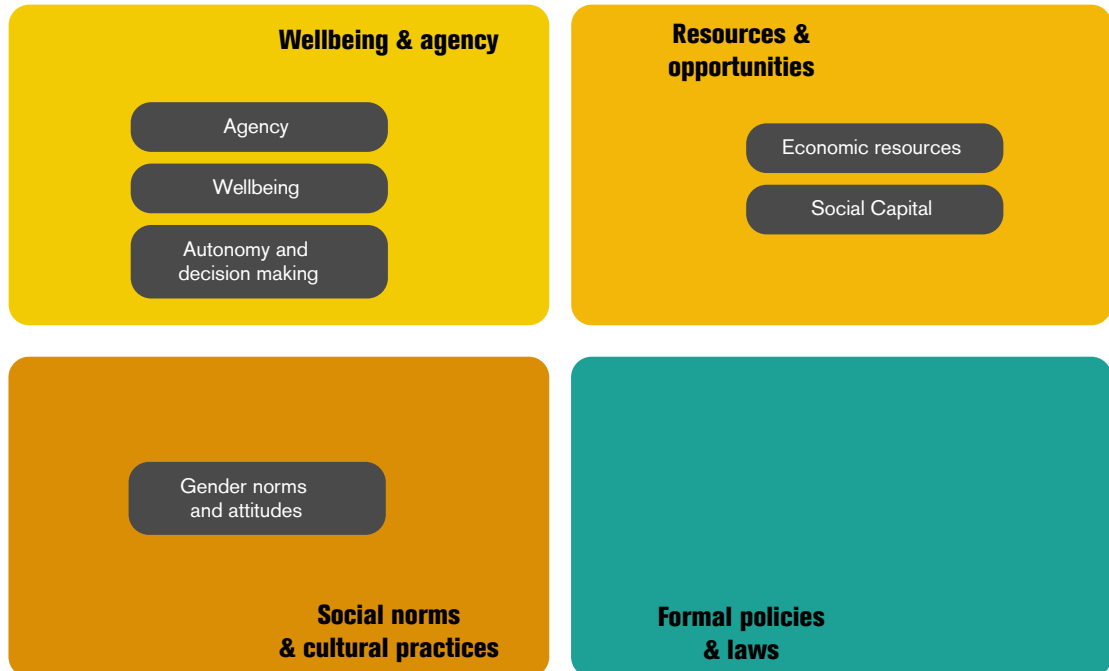 Wellbeing & agency
Agency
Wellbeing
Autonomy and
decision making
Resources &
opportunities
Economic resources
Social Capital
Gender norms
and attitudes
Social norms
& cultural practices
Formal policies
& laws